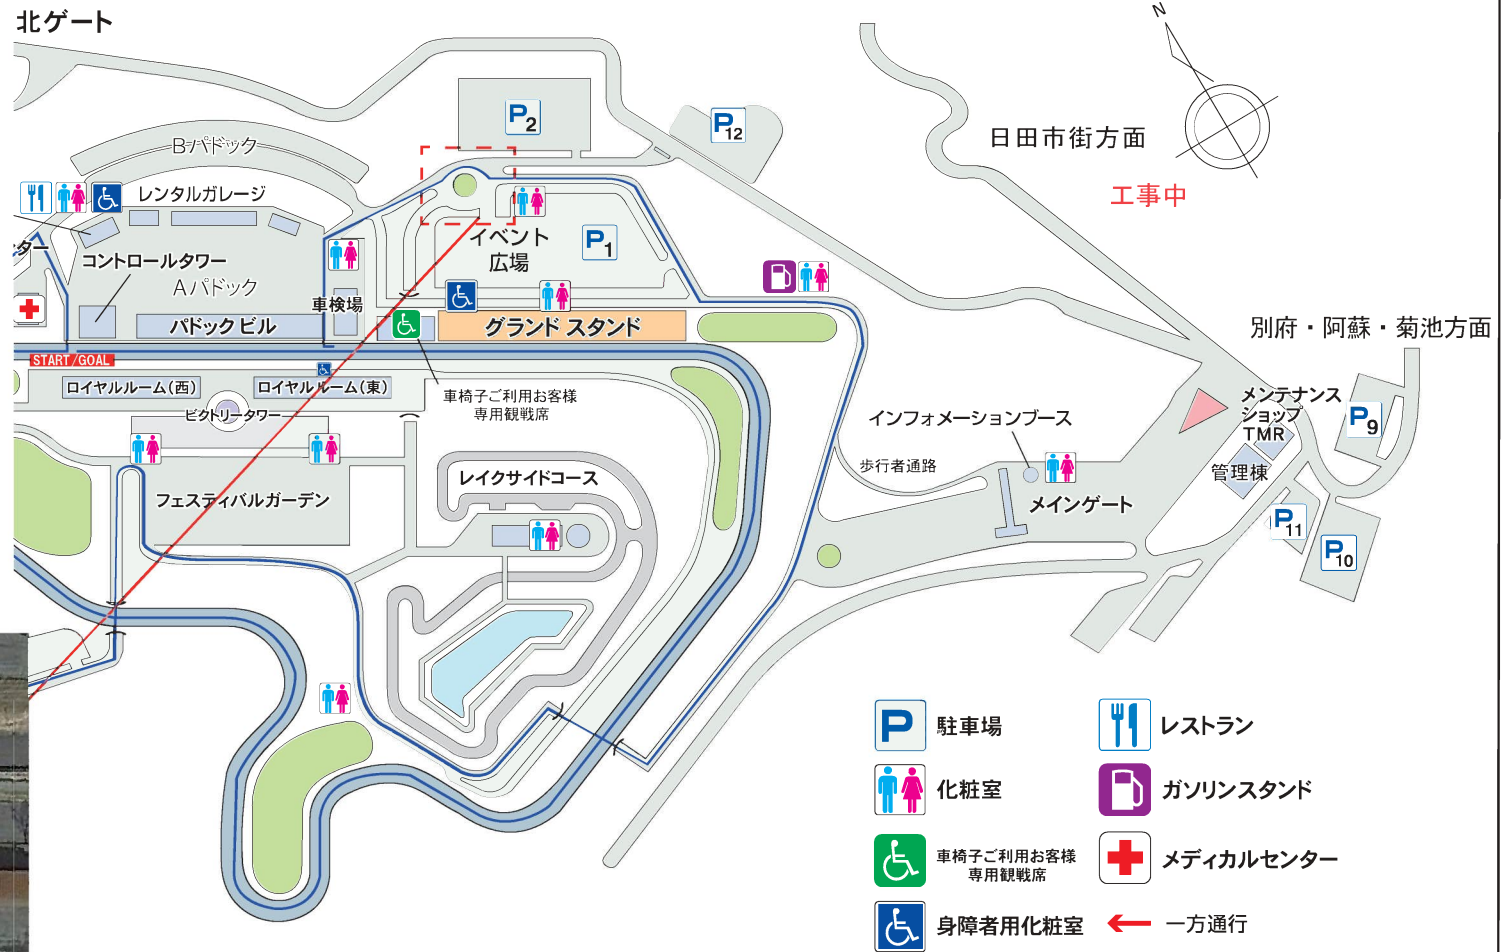 北ゲート
N
P2
P12
日田市街方面
工事中
Bパドック
レンタルガレージ
ター
コントロールタワー
Aパドック
イベント
広場
P1
車検場
パドックビル
グランド スタンド
START/GOAL
別府・阿蘇・菊池方面
ロイヤルルーム(西)
ロイヤルルーム(東)
車椅子ご利用お客様
専用観戦席
ビクトリータワー
インフォメーションブース
メンテナンス
ショップ
TMR
P9
歩行者通路
管理棟
レイクサイドコース
フェスティバルガーデン
メインゲート
P11
P10
P 駐車場
レストラン
化粧室
ガソリンスタンド
車椅子ご利用お客様
専用観戦席
メディカルセンター
身障者用化粧室
一方通行